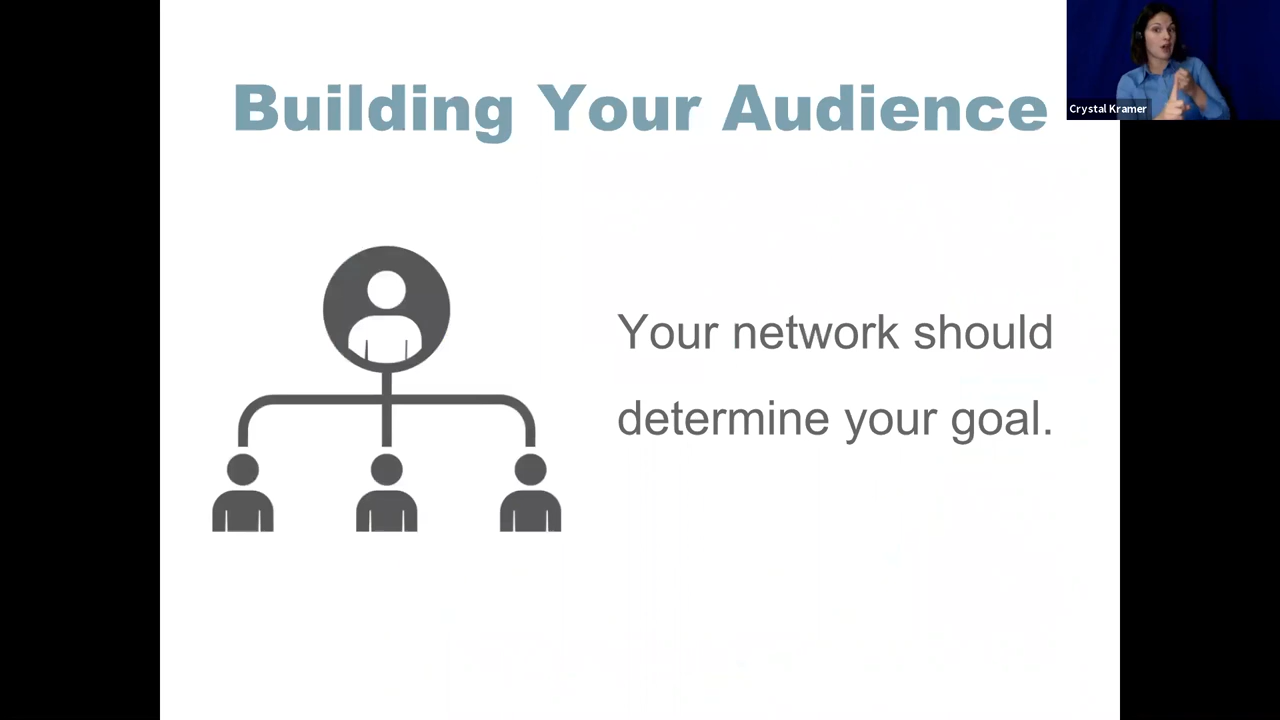 Building Your Audience
Crystal Kramer
Your network should
determine your goal.